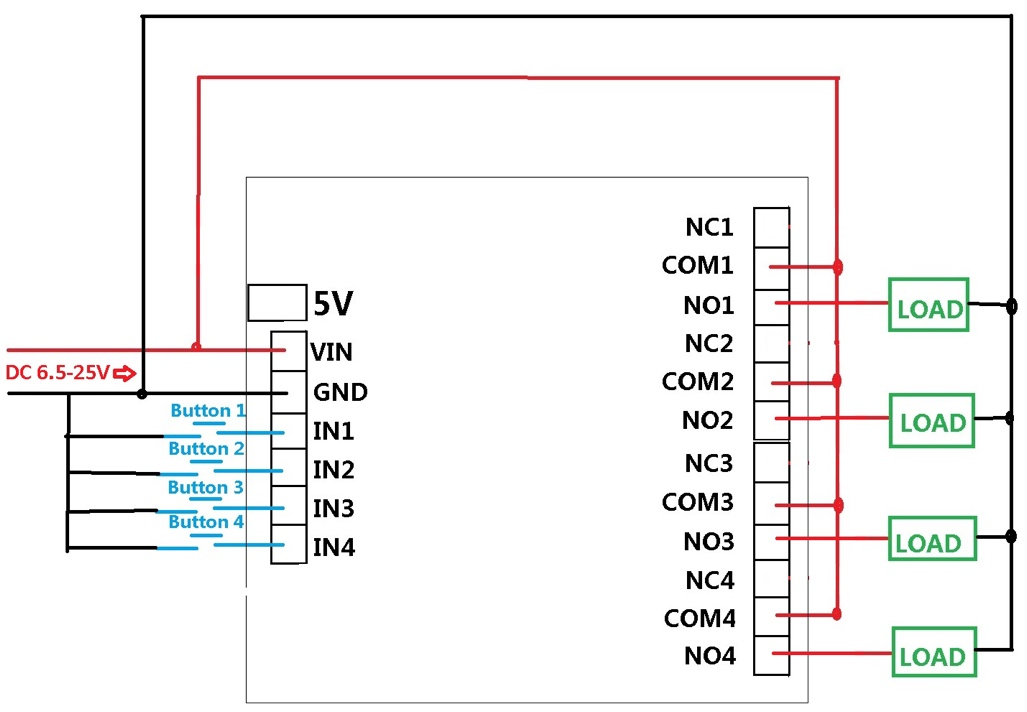 5V
VIN
DC 6.5-25V
GND
Button 1
IN1
Button 2
IN2
Button 3
IN3
Button 4
IN4
NC1
COM1
NO1
NC2
COM2
NO2
NC3
COM3
NO3
NC4
COM4
NO4
LOAD
LOAD
LOAD
LOAD